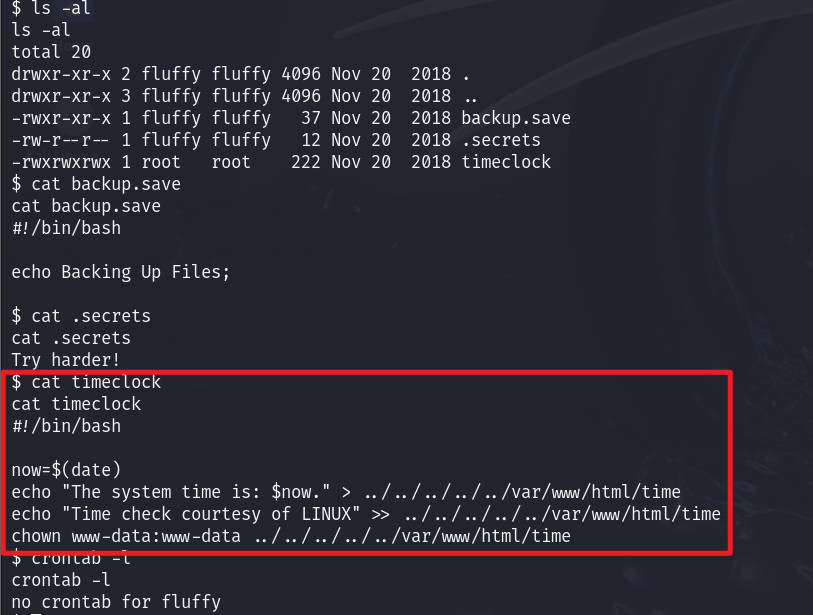 $ ls -al
ls -al
total 20
drwxr-xr-x 2 fluffy fluffy 4096 Nov 20  2018 .
drwxr-xr-x 3 fluffy fluffy 4096 Nov 20  2018 ..
-rwxr-xr-x 1 fluffy fluffy   37 Nov 20  2018 backup.save
-rw-r--r-- 1 fluffy fluffy   12 Nov 20  2018 .secrets
-rwxrwxrwx 1 root   root    222 Nov 20  2018 timeclock
$ cat backup.save
cat backup.save
#!/bin/bash
echo Backing Up Files;
$ cat .secrets
cat .secrets
Try harder!
$ cat timeclock
cat timeclock
#!/bin/bash
now=$(date)
echo "The system time is: $now." > ../../../../../var/www/html/time
echo "Time check courtesy of LINUX" >> ../../../../../var/www/html/time
chown www-data:www-data ../../../../../var/www/html/time
$ crontab -l
crontab -l
no crontab for fluffy